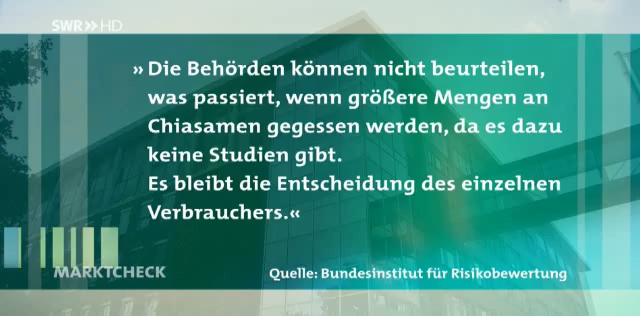 SWR»HD
»Die Behörden können nicht beurteilen,
was passiert, wenn größere Mengen an
Chiasamen gegessen werden, da es dazu
keine Studien gibt.
Es bleibt die Entscheidung des einzelnen
Verbrauchers.«
MARKTCHECK
Quelle: Bundesinstitut für Risikobewertung